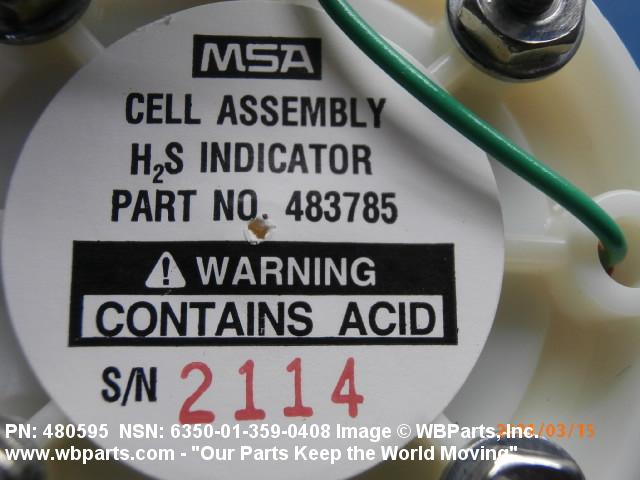 MSA
CELL ASSEMBLY
H₂S INDICATOR
PART NO. 483785
⚠ WARNING
CONTAINS ACID
S/N 2114
PN: 480595 NSN: 6350-01-359-0408 Image © WBParts, Inc.
www.wbparts.com - "Our Parts Keep the World Moving"